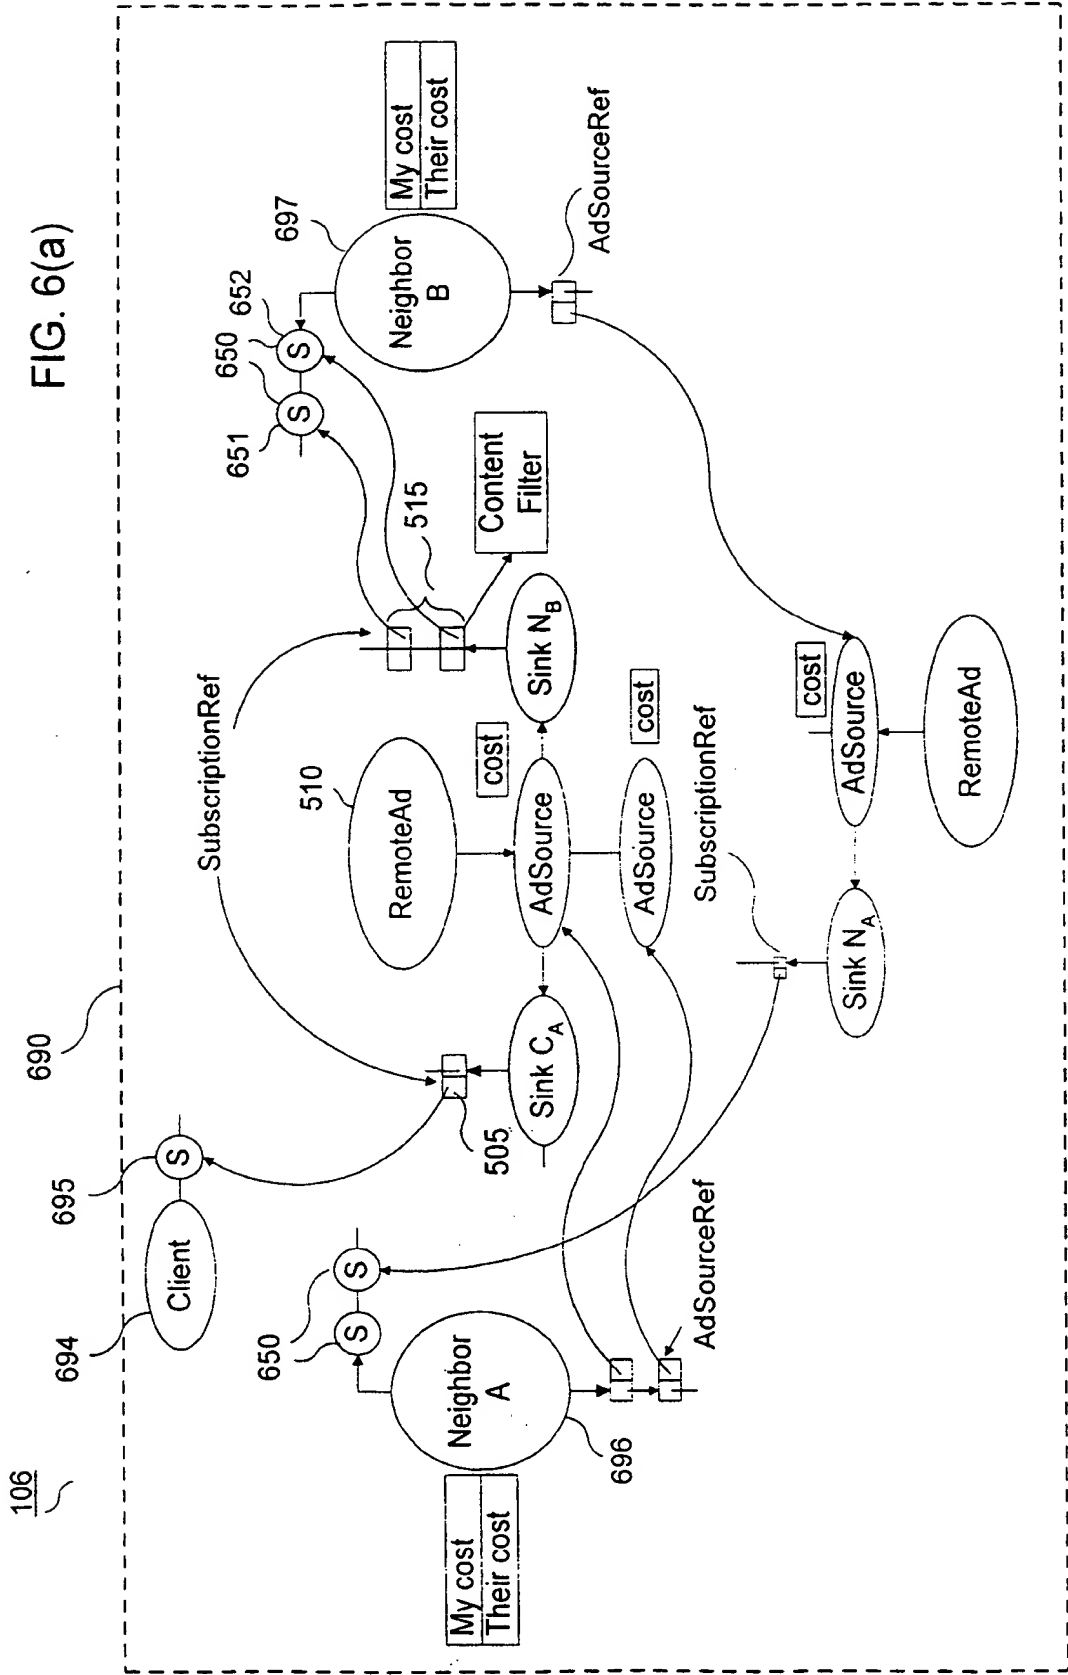 FIG. 6(a)
106
690
694
Client
695
S
SubscriptionRef
650
S
S
Neighbor
A
My cost
Their cost
696
AdSourceRef
505
Sink CA
510
RemoteAd
AdSource
cost
AdSource
cost
Sink NB
515
Content
Filter
651
650
652
S
S
697
Neighbor
B
My cost
Their cost
AdSourceRef
SubscriptionRef
Sink NA
AdSource
cost
RemoteAd